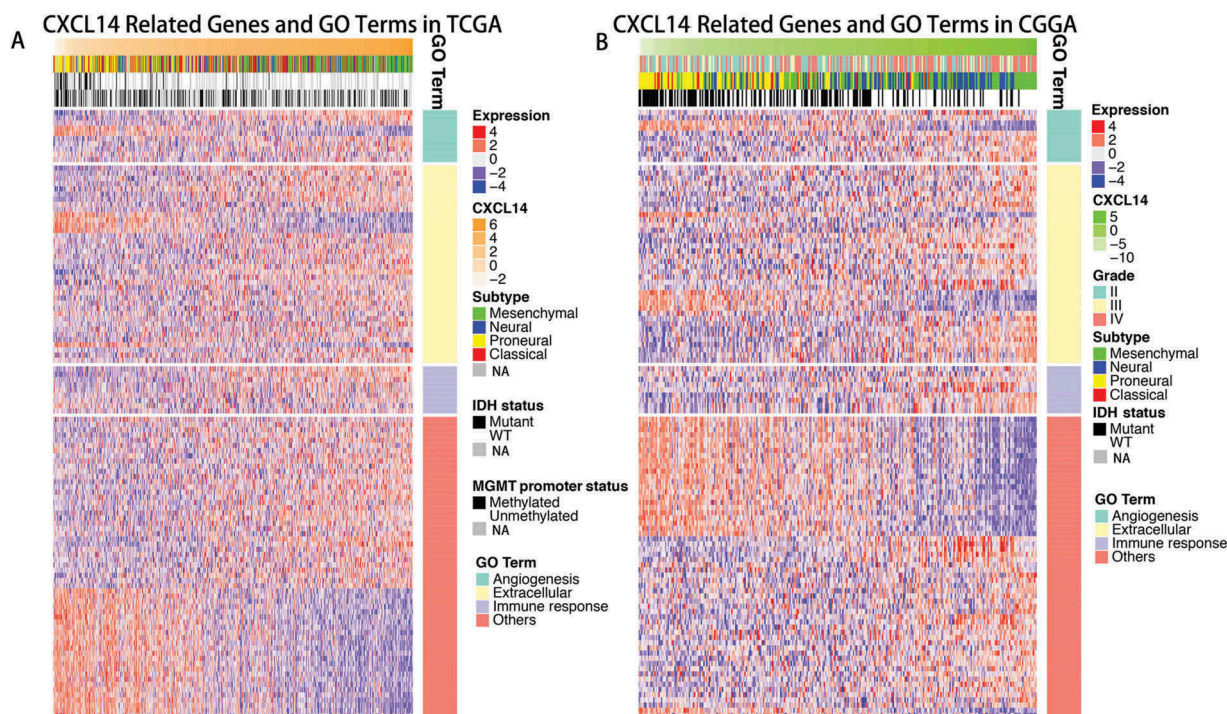 CXCL14 Related Genes and GO Terms in TCGA
A
GO Term
Expression
4
2
0
−2
−4
CXCL14
6
4
2
0
−2
Subtype
Mesenchymal
Neural
Proneural
Classical
NA
IDH status
Mutant
WT
NA
MGMT promoter status
Methylated
Unmethylated
NA
GO Term
Angiogenesis
Extracellular
Immune response
Others
CXCL14 Related Genes and GO Terms in CGGA
B
GO Term
Expression
4
2
0
−2
−4
CXCL14
5
0
−5
−10
Grade
II
III
IV
Subtype
Mesenchymal
Neural
Proneural
Classical
IDH status
Mutant
WT
NA
GO Term
Angiogenesis
Extracellular
Immune response
Others